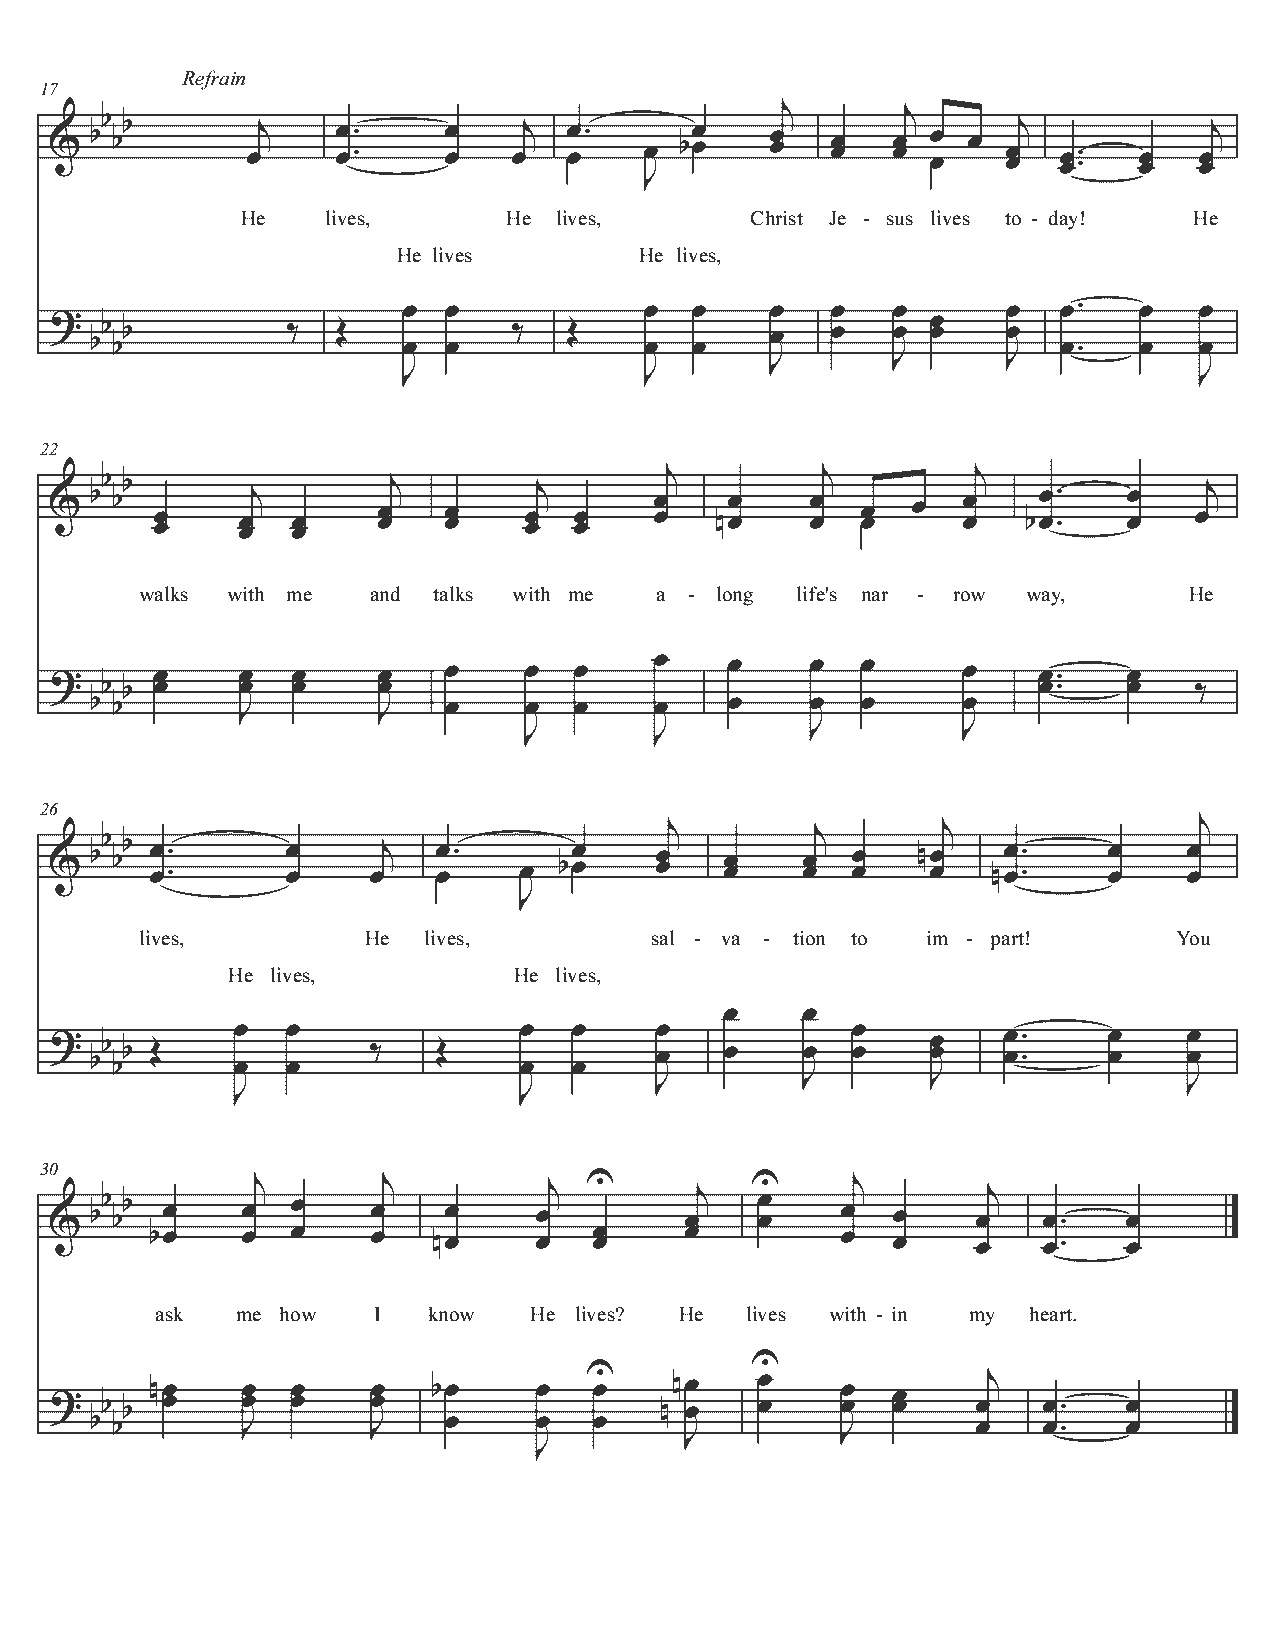 Refrain
17
He lives, He lives, Christ Je - sus lives to - day! He
He lives He lives,
22
walks with me and talks with me a - long life's nar - row way, He
26
lives, He lives, sal - va - tion to im - part! You
He lives, He lives,
30
ask me how I know He lives? He lives with - in my heart.